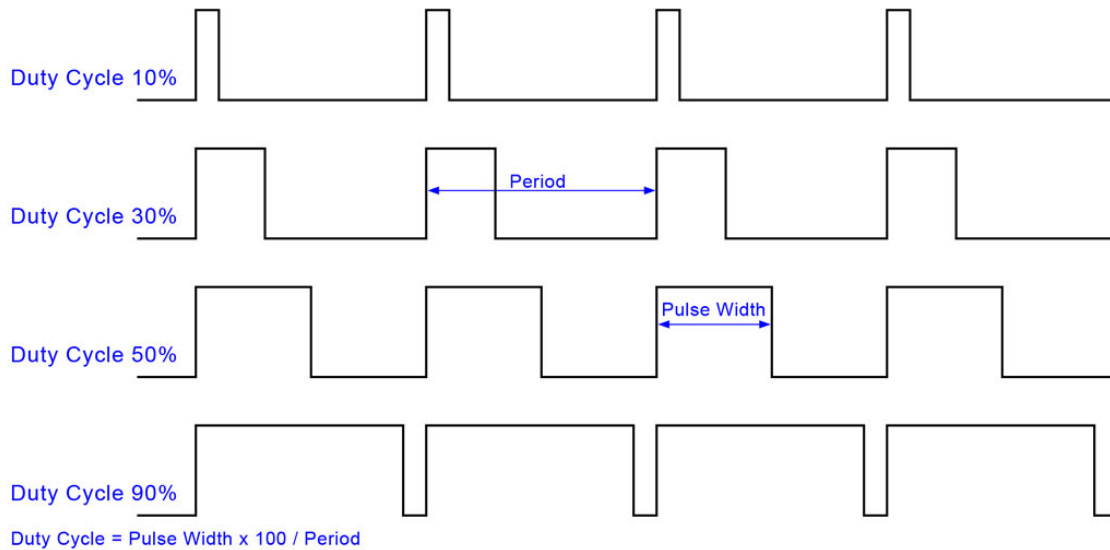 Duty Cycle 10%
Period
Duty Cycle 30%
Pulse Width
Duty Cycle 50%
Duty Cycle 90%
Duty Cycle = Pulse Width x 100 / Period